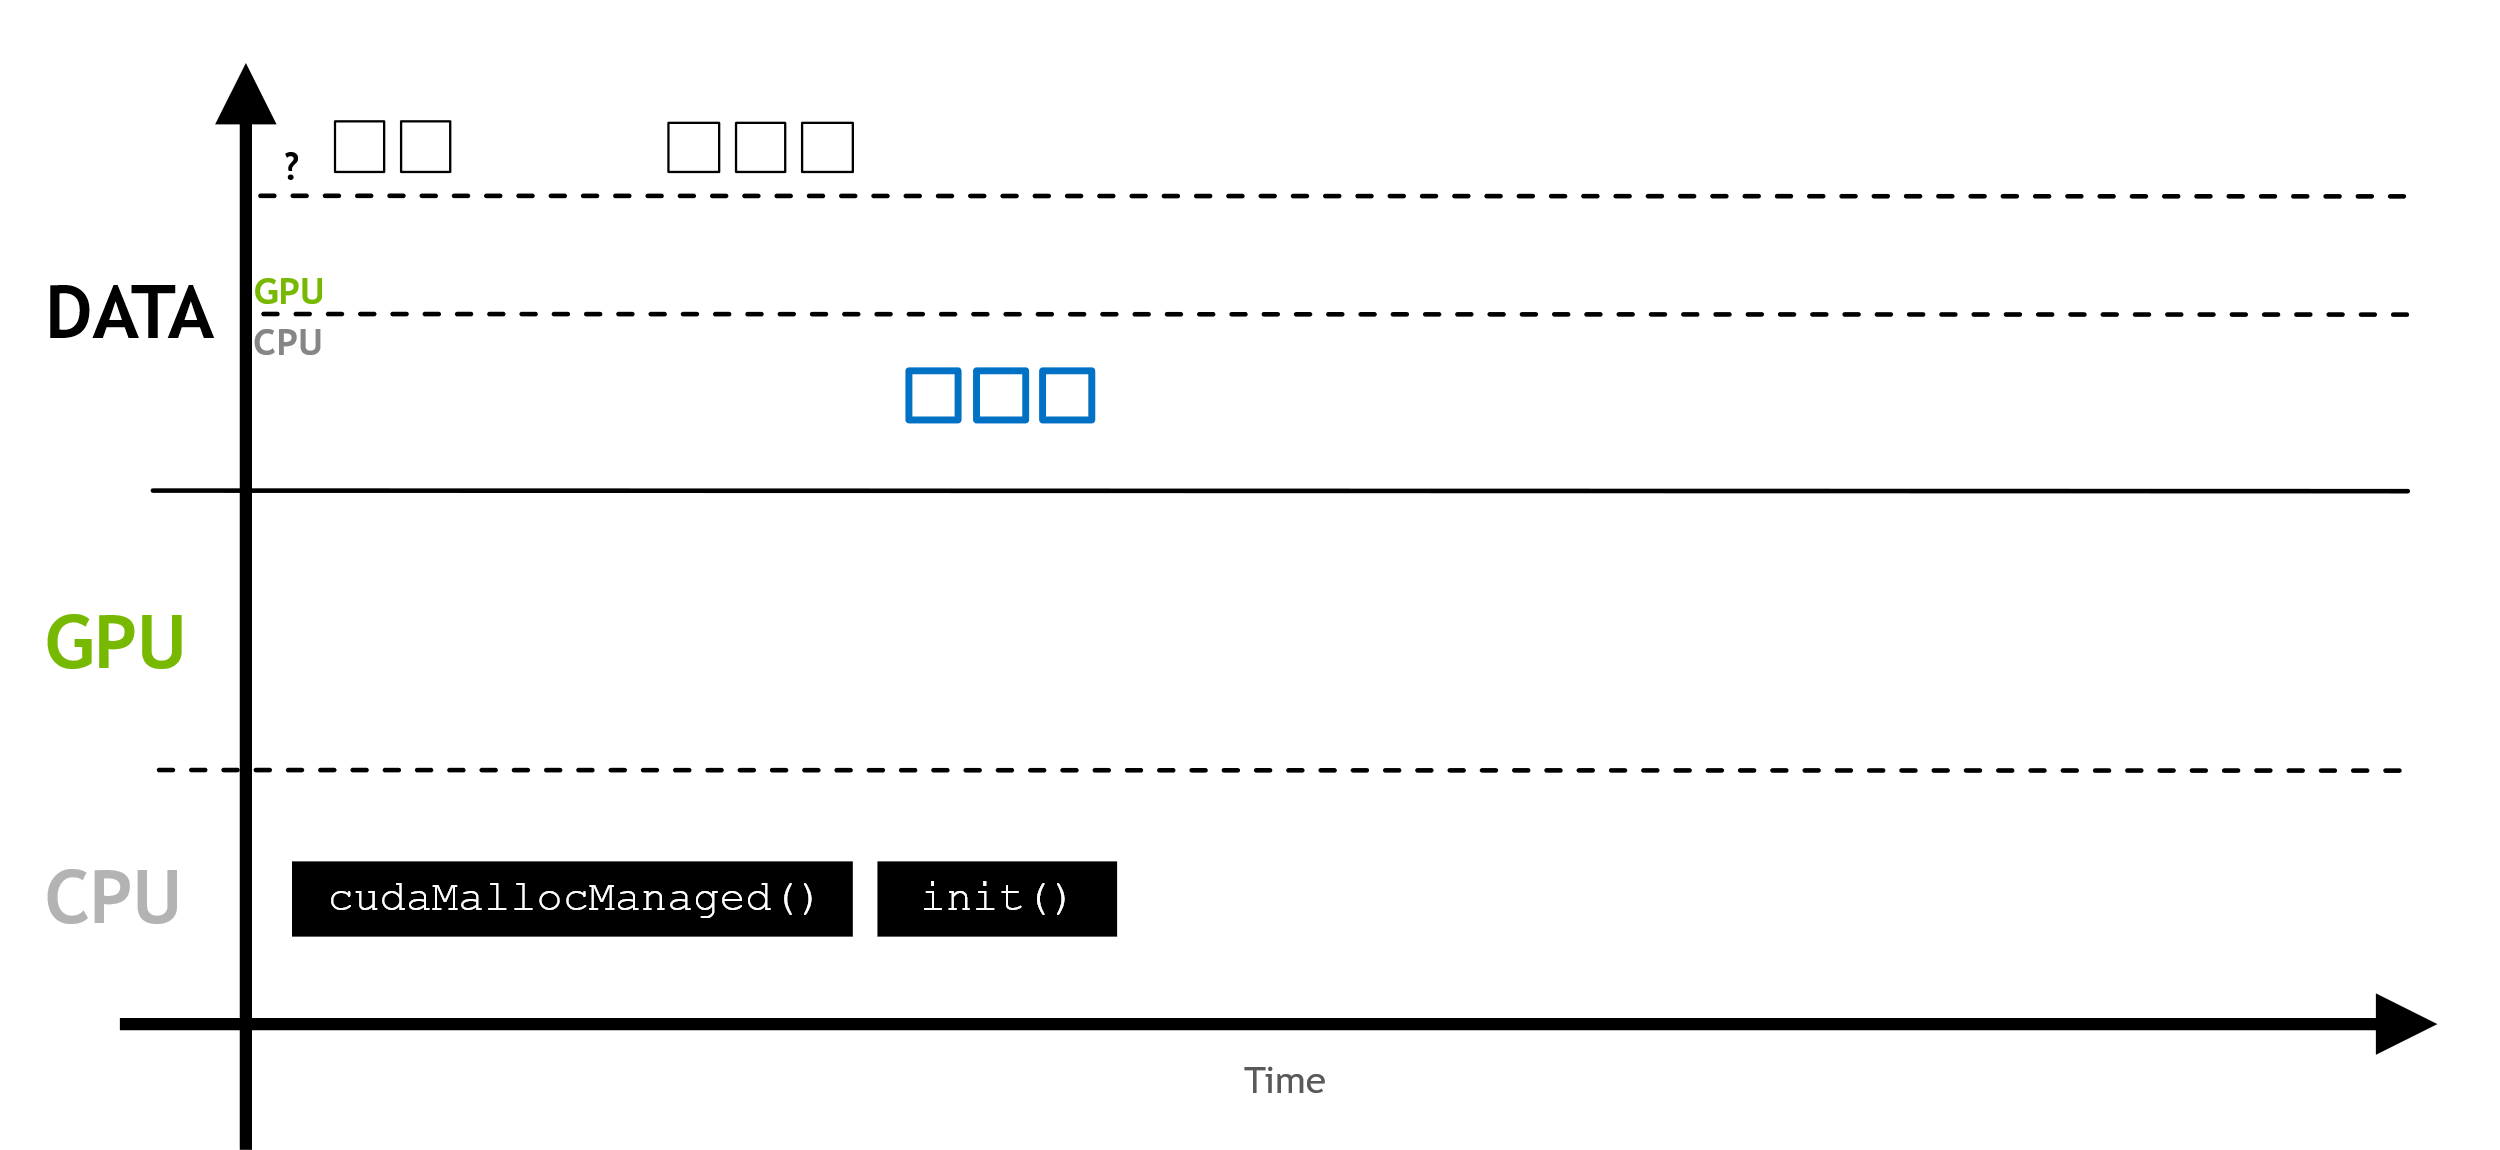 ?
DATA
GPU
CPU
GPU
CPU
cudaMallocManaged()
init()
Time